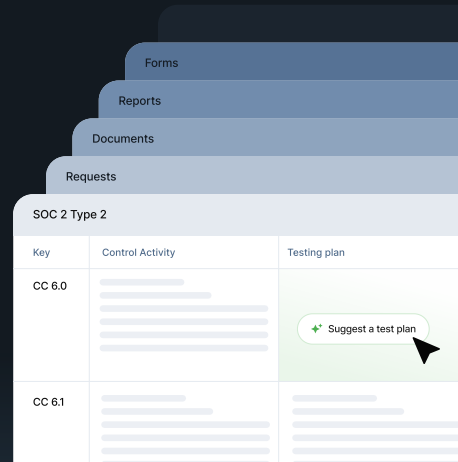 Forms
Reports
Documents
Requests
SOC 2 Type 2
Key Control Activity Testing plan
CC 6.0
Suggest a test plan
CC 6.1